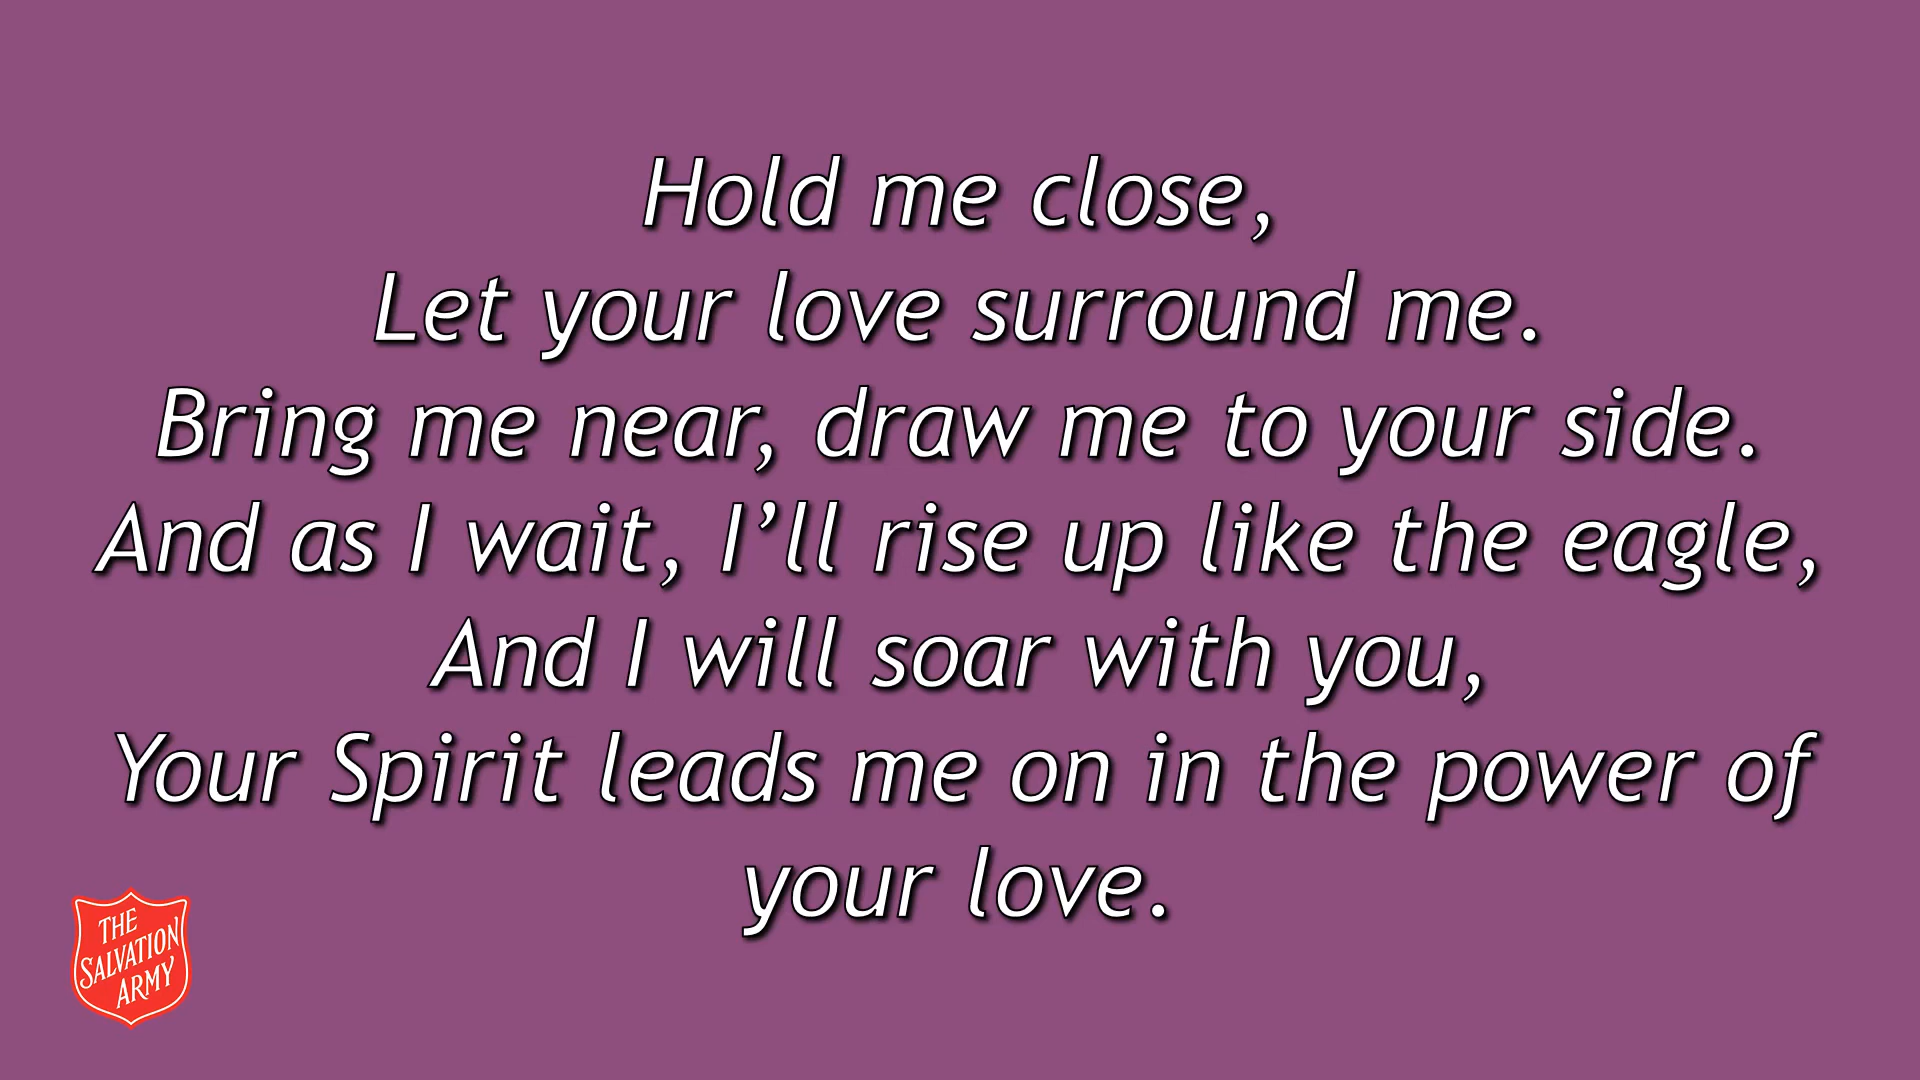 Hold me close,
Let your love surround me.
Bring me near, draw me to your side.
And as I wait, I’ll rise up like the eagle,
And I will soar with you,
Your Spirit leads me on in the power of
your love.
THE
SALVATION
ARMY